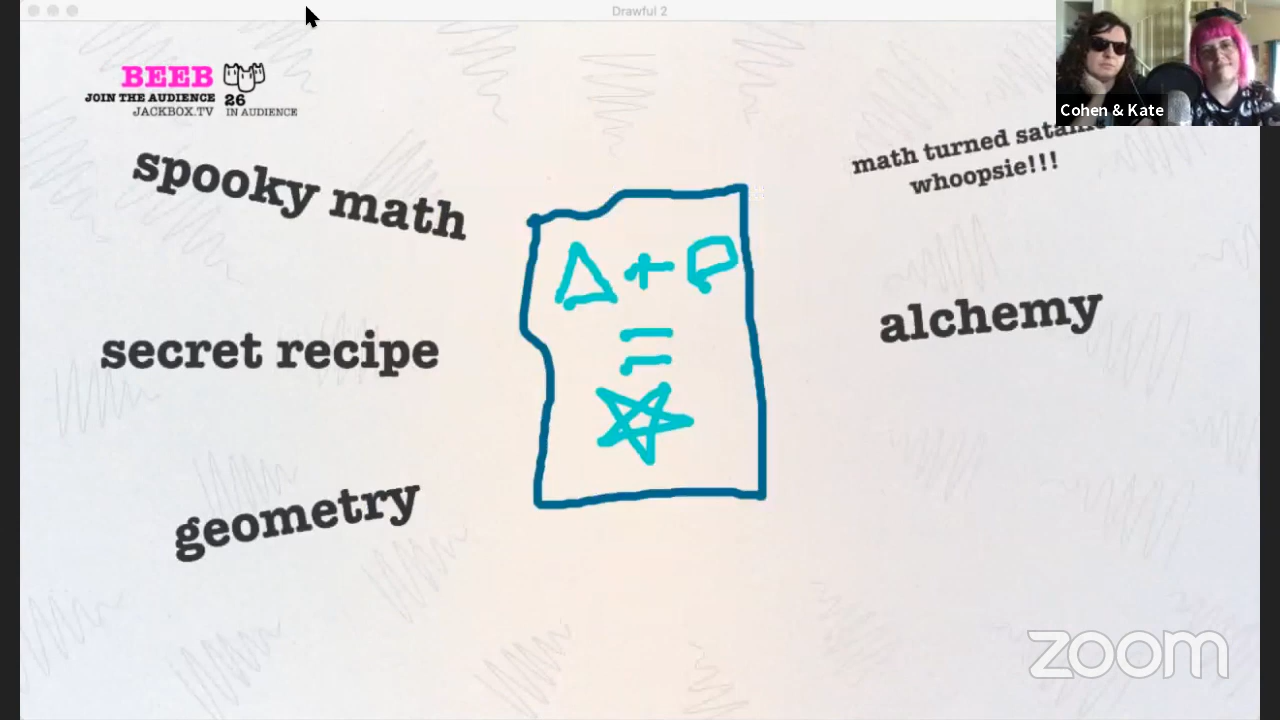 Drawful 2
BEEB
JOIN THE AUDIENCE
JACKBOX.TV
26
IN AUDIENCE
Cohen & Kate
spooky math
math turned satanic
whoopsie!!!
secret recipe
alchemy
geometry
Δ +
=
zoom